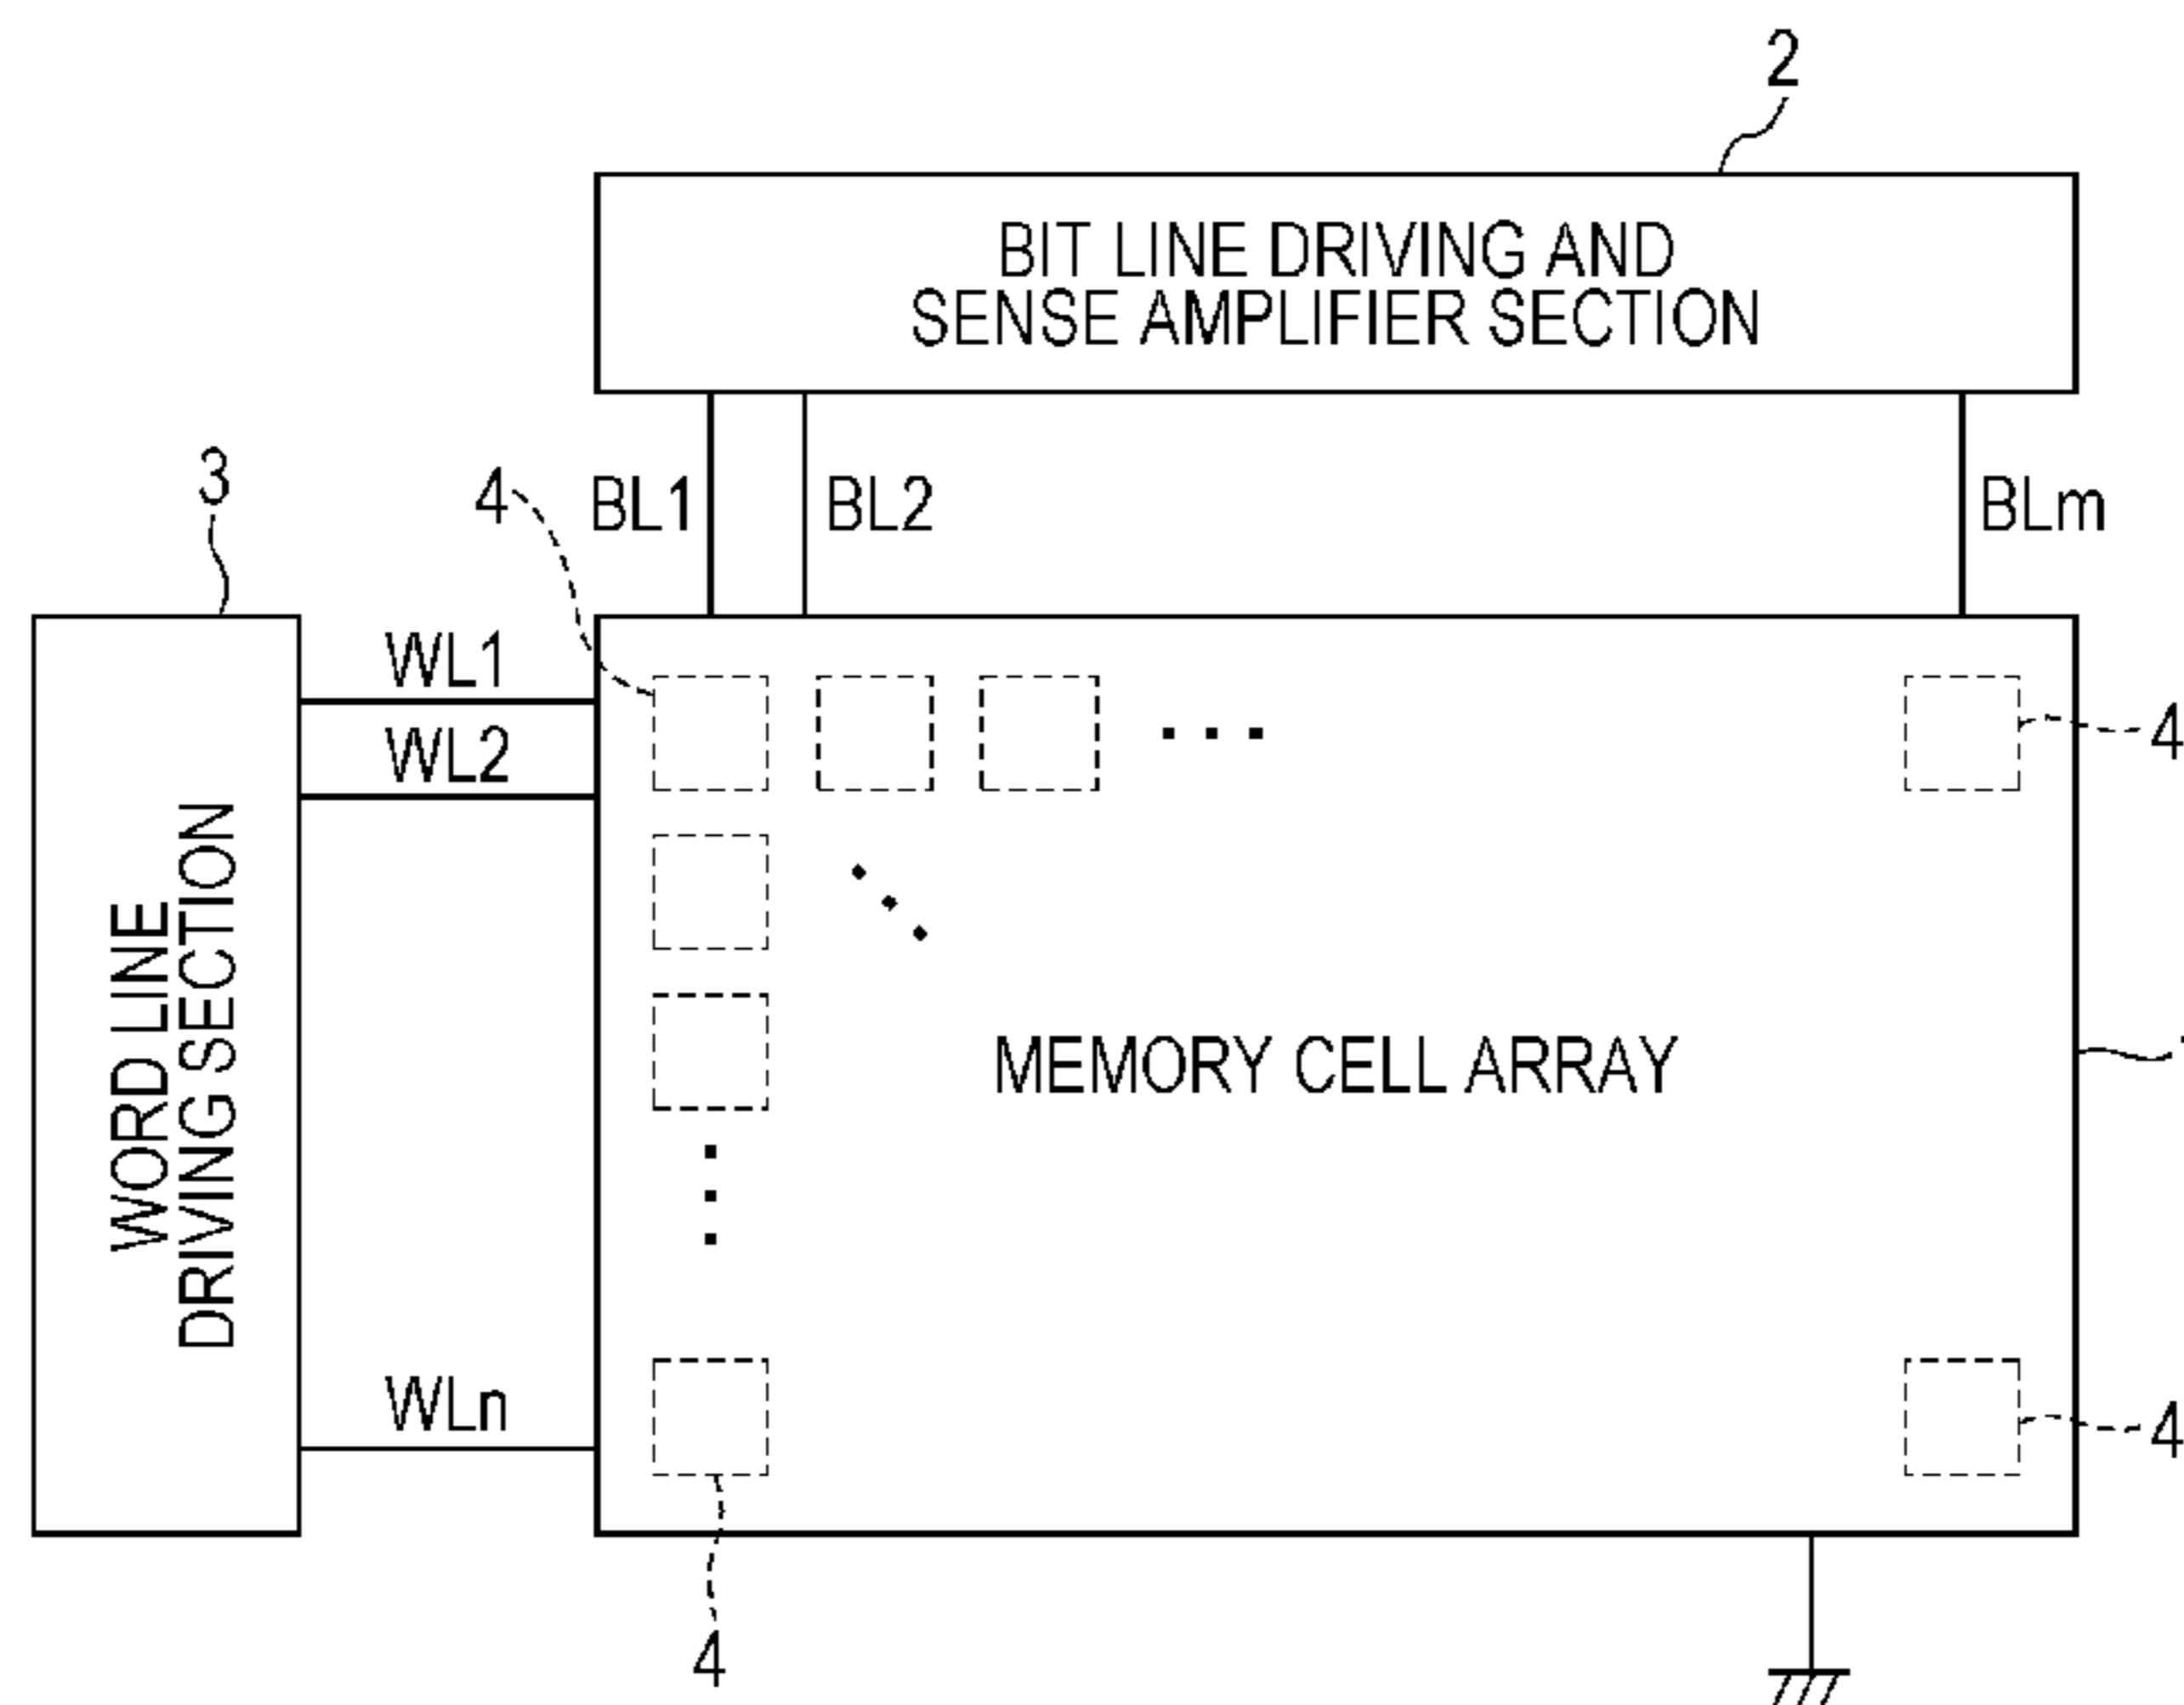 2
BIT LINE DRIVING AND
SENSE AMPLIFIER SECTION
3
4
BL1
BL2
BLm
WL1
WL2
4
WORD LINE
DRIVING SECTION
MEMORY CELL ARRAY
WLn
4
4